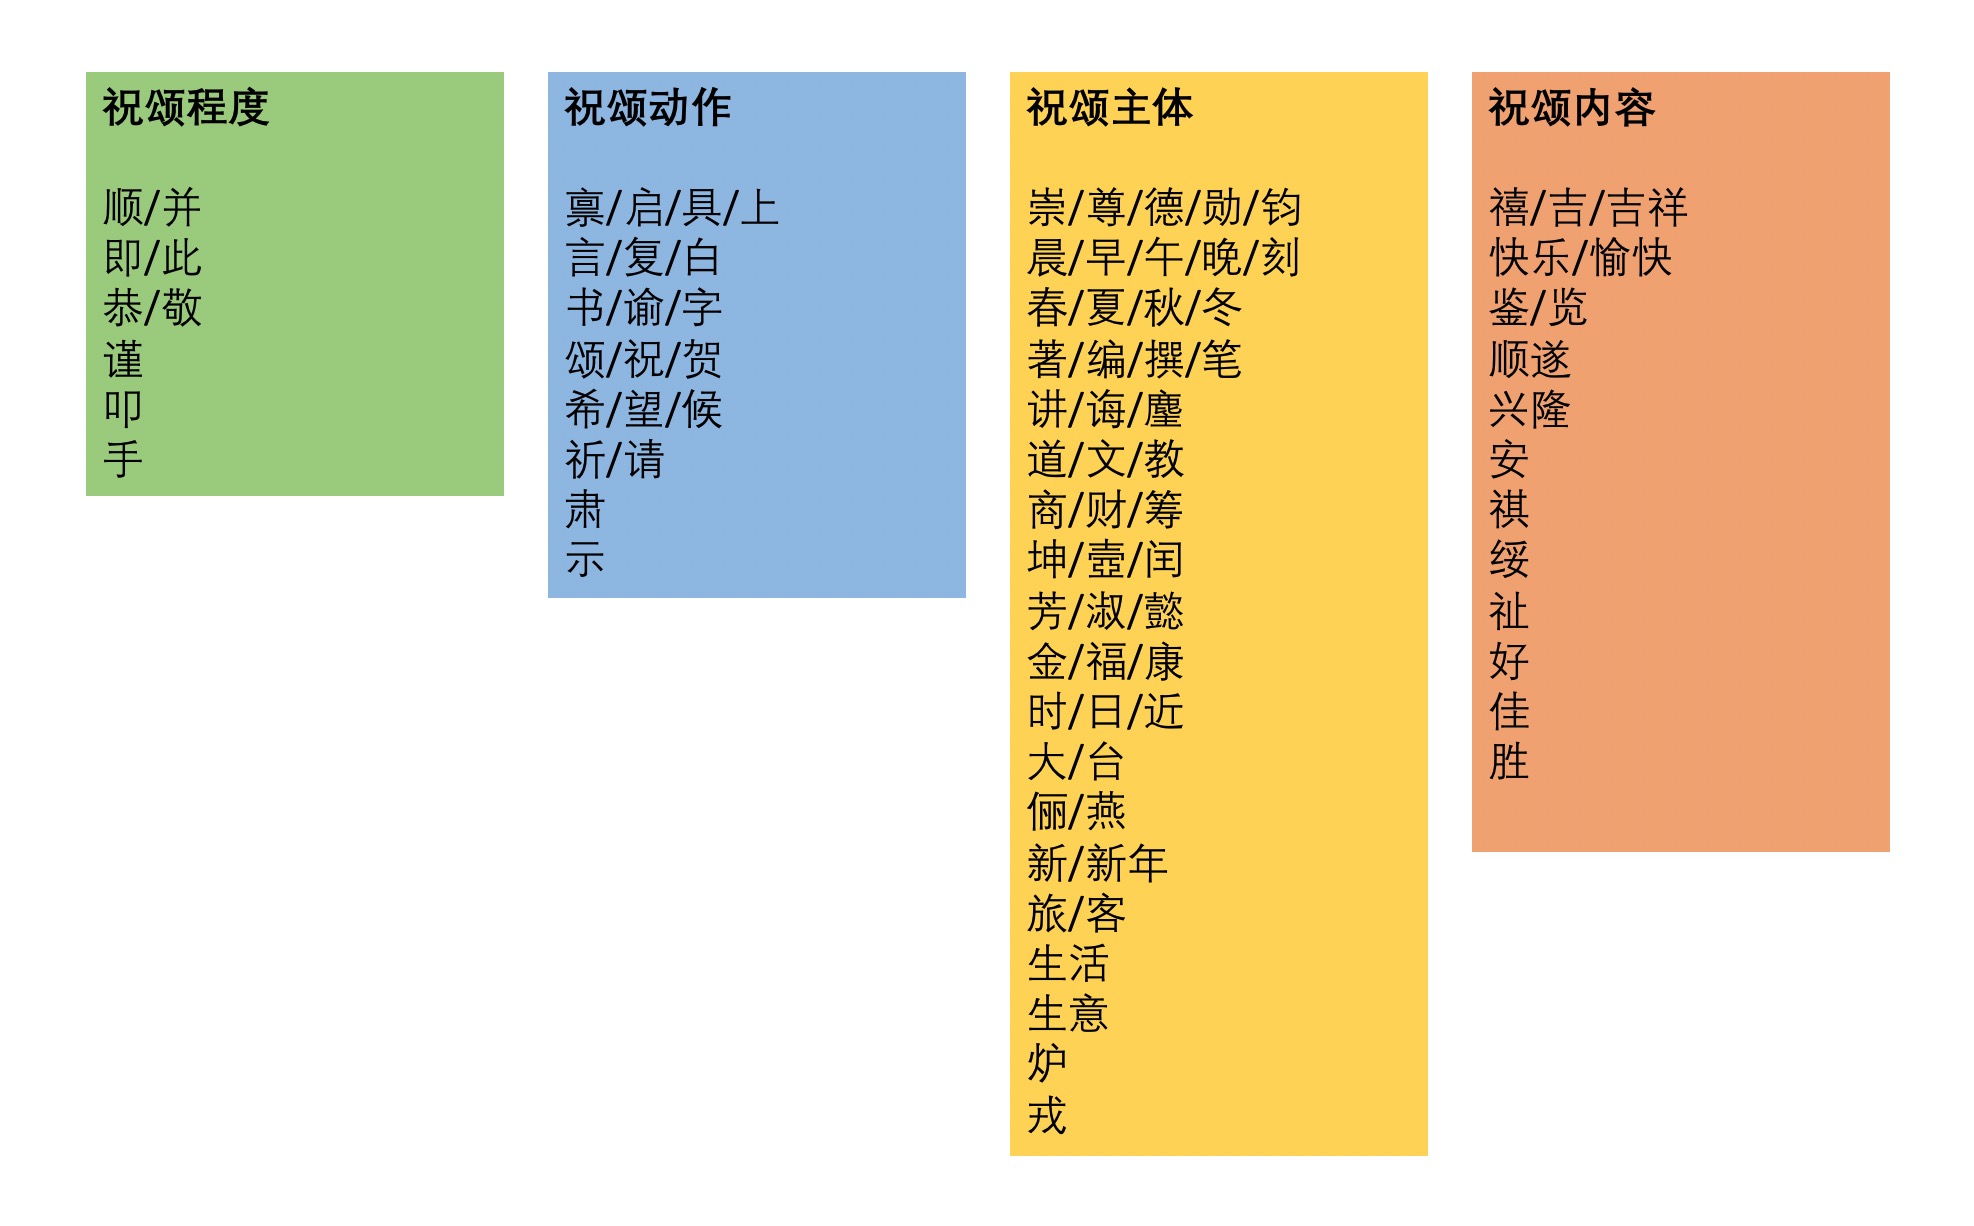 祝颂程度
顺/并
即/此
恭/敬
谨
叩
手
祝颂动作
禀/启/具/上
言/复/白
书/谕/字
颂/祝/贺
希/望/候
祈/请
肃
示
祝颂主体
崇/尊/德/勋/钧
晨/早/午/晚/刻
春/夏/秋/冬
著/编/撰/笔
讲/诲/麈
道/文/教
商/财/筹
坤/壸/闰
芳/淑/懿
金/福/康
时/日/近
大/台
俪/燕
新/新年
旅/客
生活
生意
炉
戎
祝颂内容
禧/吉/吉祥
快乐/愉快
鉴/览
顺遂
兴隆
安
祺
绥
祉
好
佳
胜